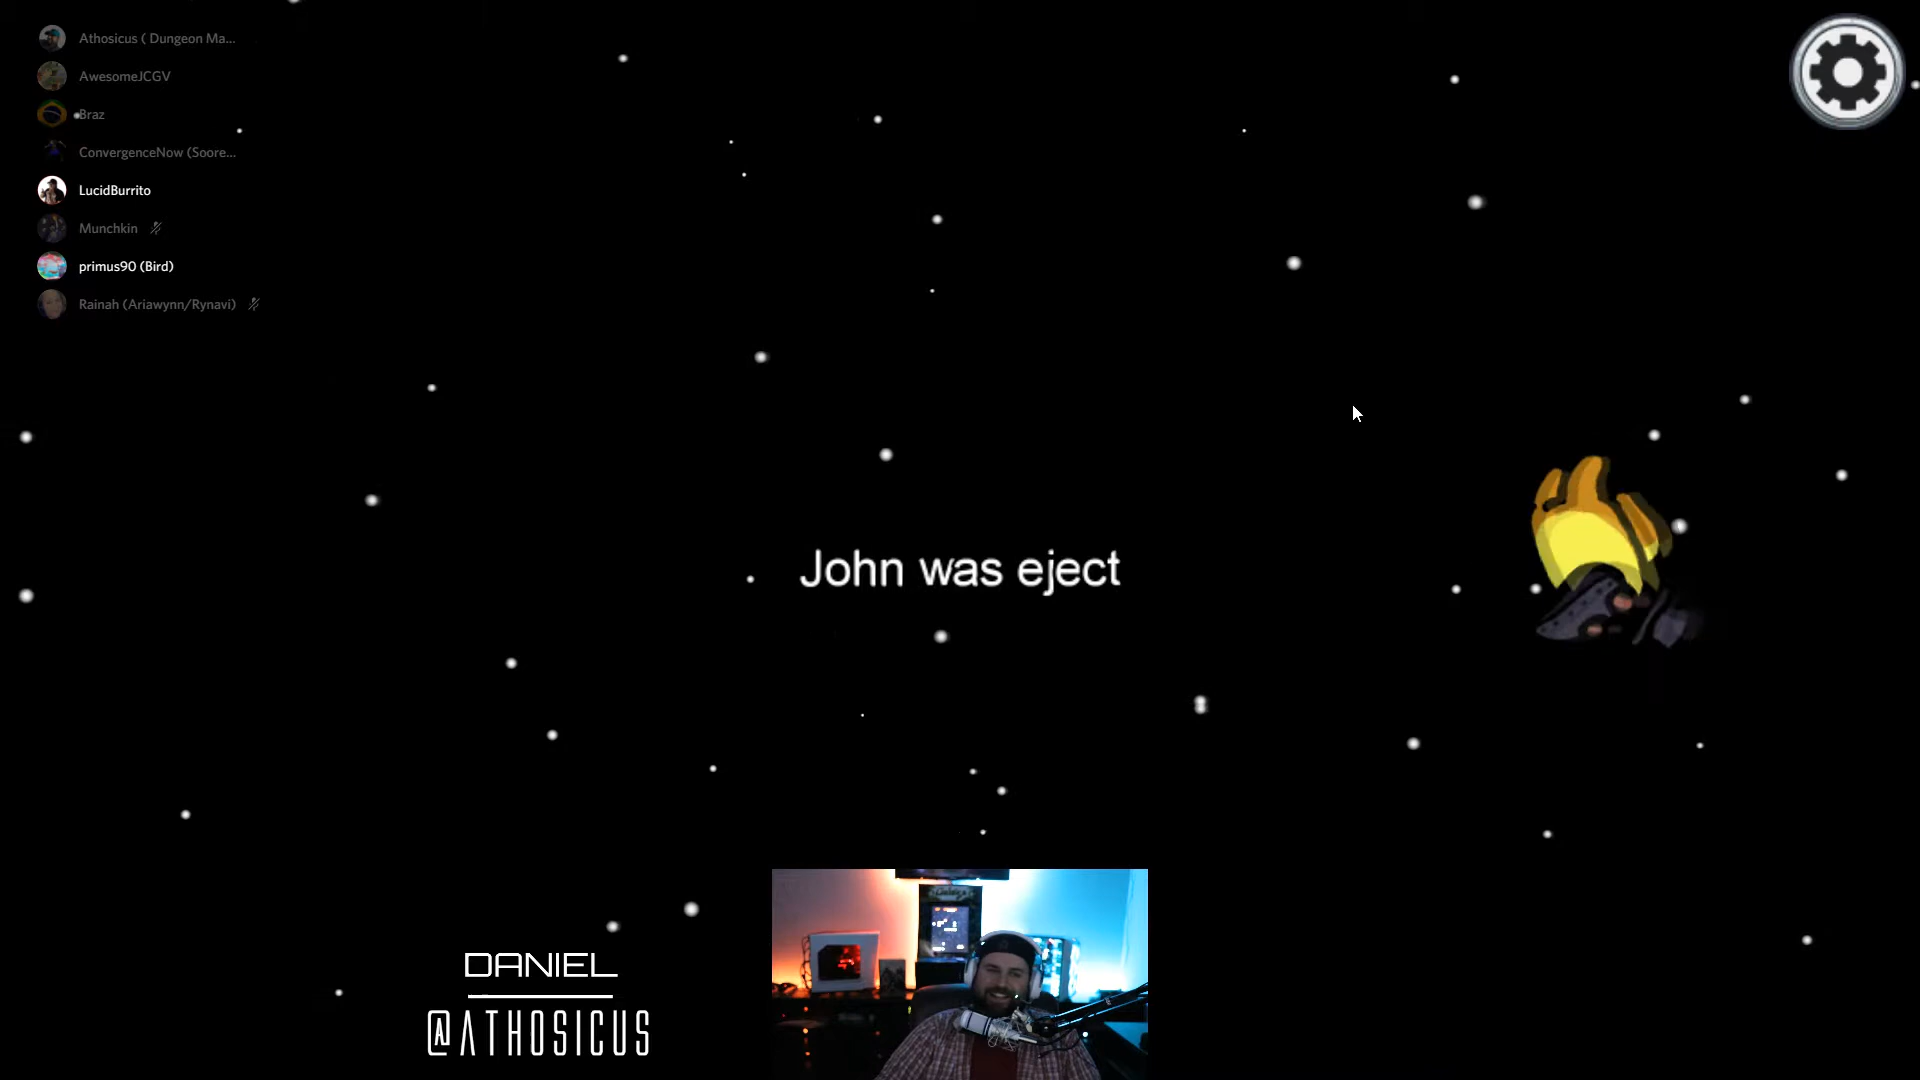 Athosicus ( Dungeon Ma...
AwesomeJCGV
Braz
ConvergenceNow (Soore...
LucidBurrito
Munchkin
primus90 (Bird)
Rainah (Ariawynn/Rynavi)
John was eject
DANIEL
@ATHOSICUS